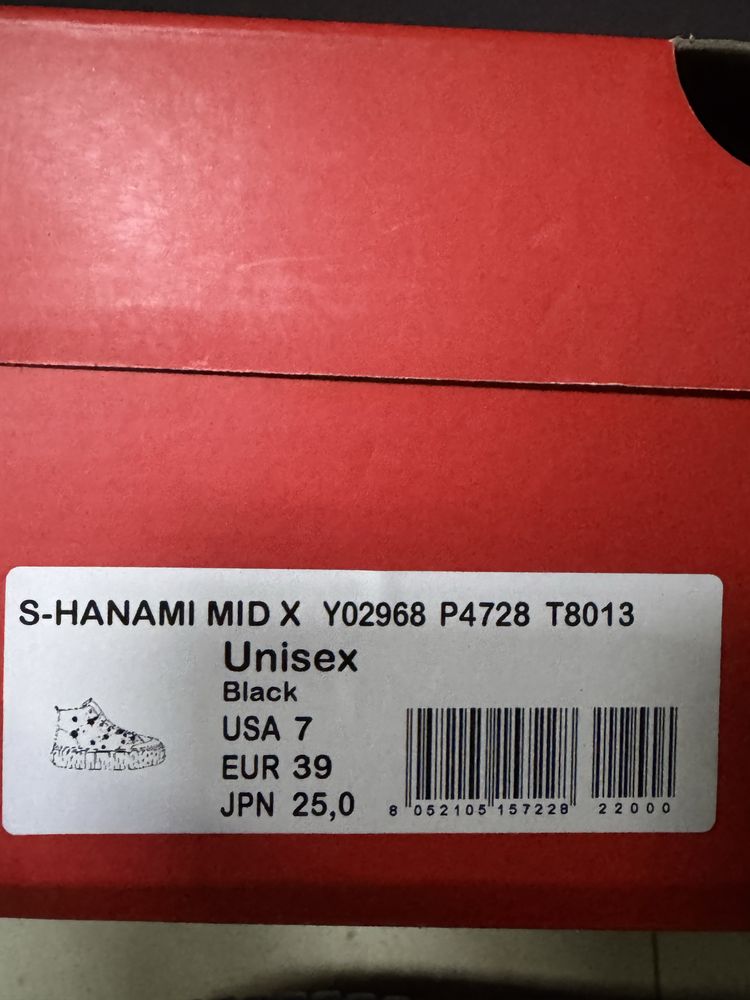 S-HANAMI MID X Y02968 P4728 T8013
Unisex
Black
USA 7
EUR 39
JPN 25,0
8 052105 157228 22000